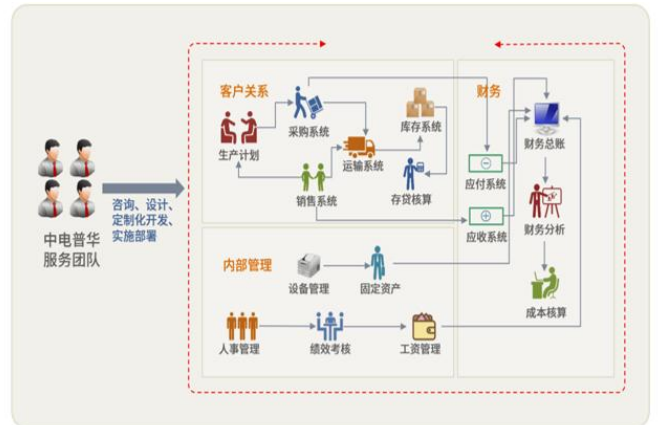 客户关系
财务
采购系统
库存系统
财务总账
生产计划
运输系统
应付系统
咨询、设计、
定制化开发、
实施部署
销售系统
存贷核算
中电普华
服务团队
应收系统
财务分析
内部管理
设备管理
固定资产
成本核算
人事管理
绩效考核
工资管理